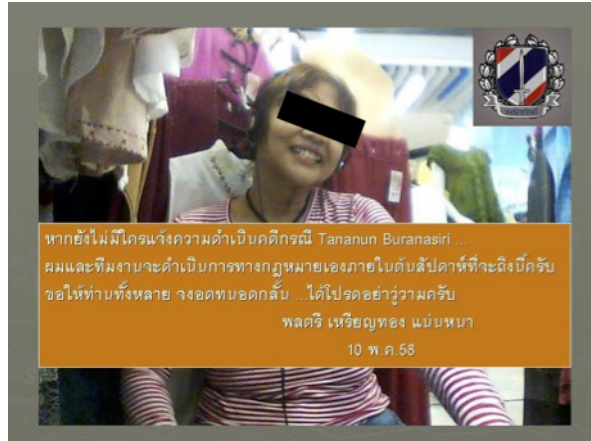 หากยังไม่มีใครแจ้งความดำเนินคดีกรณี Tananun Buranasiri ...
ผมและทีมงานจะดำเนินการทางกฎหมายเองภายในต้นสัปดาห์ที่จะถึงนี้ครับ
ขอให้ท่านทั้งหลาย จงอดทนอดกลั้น ...ได้โปรดอย่าวู่วามครับ
พลตรี เหรียญทอง แน่นหนา
10 พ.ค.58